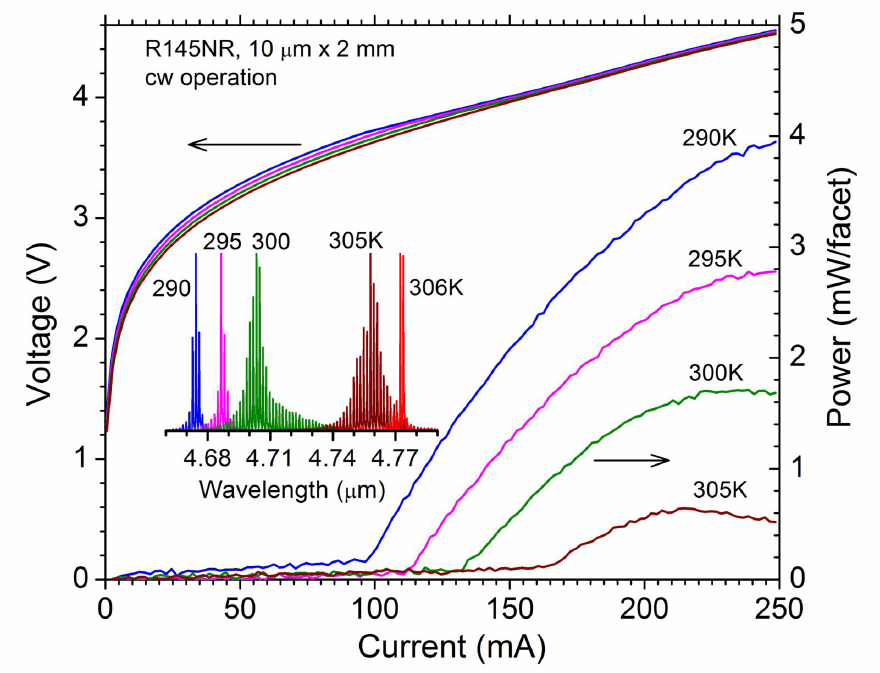 R145NR, 10 μm x 2 mm
cw operation
5
4
3
2
1
0
4
3
2
1
0
Voltage (V)
Power (mW/facet)
290K
295K
300K
305K
295 300 305K
290
306K
4.68 4.71 4.74 4.77
Wavelength (μm)
0 50 100 150 200 250
Current (mA)